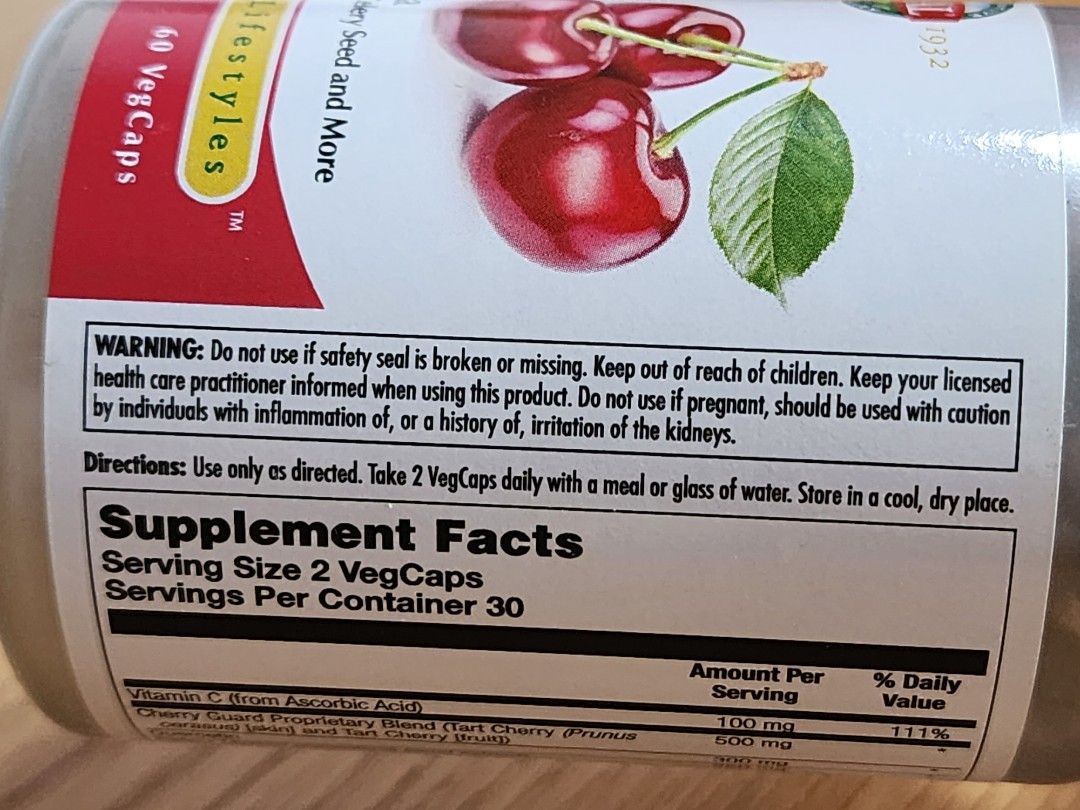 Lifestyles
TM
60 VegCaps
Seed and More
1932
WARNING: Do not use if safety seal is broken or missing. Keep out of reach of children. Keep your licensed
health care practitioner informed when using this product. Do not use if pregnant, should be used with caution
by individuals with inflammation of, or a history of, irritation of the kidneys.
Directions: Use only as directed. Take 2 VegCaps daily with a meal or glass of water. Store in a cool, dry place.
Supplement Facts
Serving Size 2 VegCaps
Servings Per Container 30
Amount Per Serving
% Daily Value
Vitamin C (from Ascorbic Acid) 100 mg 111%
Cherry Guard Proprietary Blend (Tart Cherry (Prunus 500 mg *
cerasus) [skin] and Tart Cherry [fruit])
300 mg